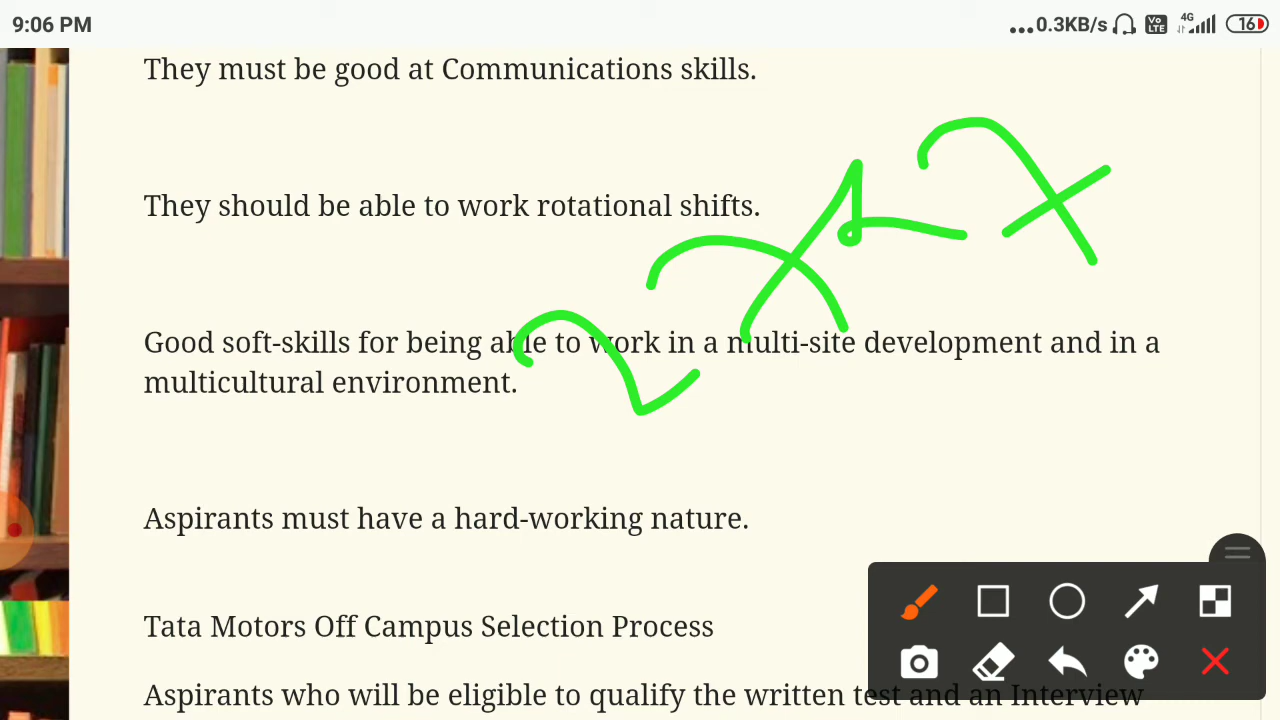 9:06 PM
...0.3KB/s Vo LTE 4G 16
They must be good at Communications skills.
They should be able to work rotational shifts.
Good soft-skills for being able to work in a multi-site development and in a
multicultural environment.
Aspirants must have a hard-working nature.
Tata Motors Off Campus Selection Process
Aspirants who will be eligible to qualify the written test and an Interview